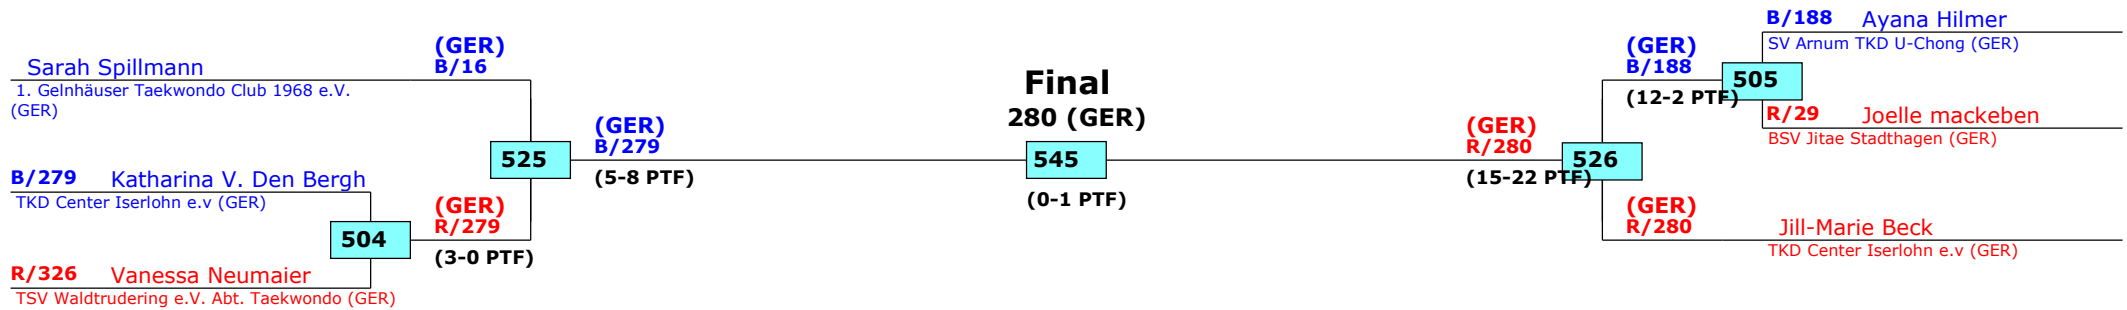 (GER)
B/16
Sarah Spillmann
1. Gelnhäuser Taekwondo Club 1968 e.V.
(GER)
525
(GER)
B/279
(5-8 PTF)
B/279 Katharina V. Den Bergh
TKD Center Iserlohn e.v (GER)
504
(GER)
R/279
(3-0 PTF)
R/326 Vanessa Neumaier
TSV Waldtrudering e.V. Abt. Taekwondo (GER)
Final
280 (GER)
545
(0-1 PTF)
B/188 Ayana Hilmer
SV Arnum TKD U-Chong (GER)
(GER)
B/188
505
(12-2 PTF)
R/29 Joelle mackeben
BSV Jitae Stadthagen (GER)
(GER)
R/280
526
(15-22 PTF)
(GER)
R/280
Jill-Marie Beck
TKD Center Iserlohn e.v (GER)